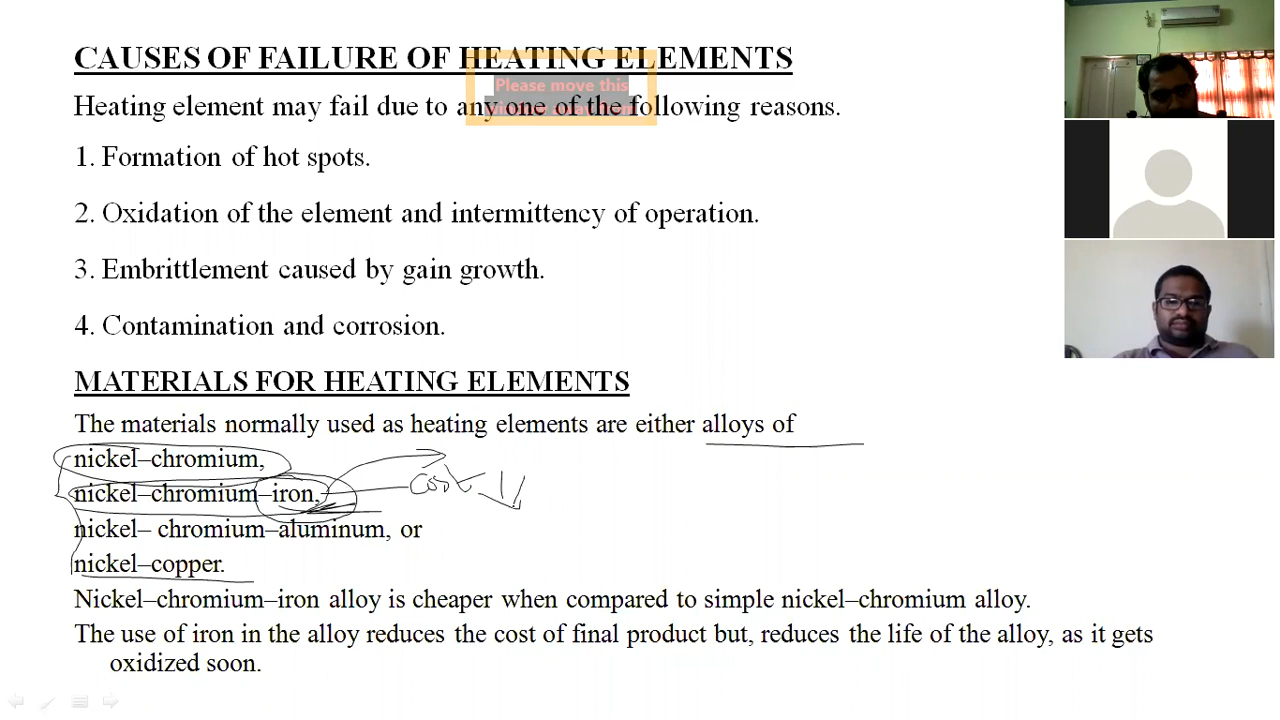 CAUSES OF FAILURE OF HEATING ELEMENTS
Please move this
Heating element may fail due to any one of the following reasons.
1. Formation of hot spots.
2. Oxidation of the element and intermittency of operation.
3. Embrittlement caused by gain growth.
4. Contamination and corrosion.
MATERIALS FOR HEATING ELEMENTS
The materials normally used as heating elements are either alloys of
nickel–chromium,
nickel–chromium–iron,
cost
nickel– chromium–aluminum, or
nickel–copper.
Nickel–chromium–iron alloy is cheaper when compared to simple nickel–chromium alloy.
The use of iron in the alloy reduces the cost of final product but, reduces the life of the alloy, as it gets
oxidized soon.